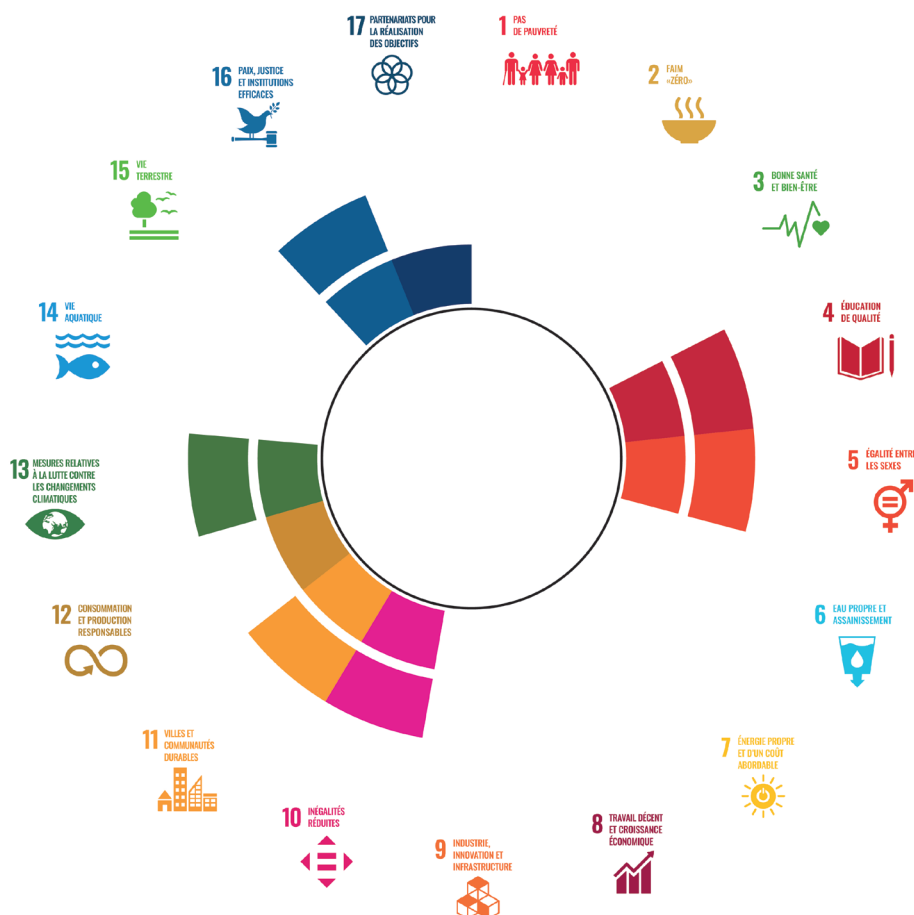 1 PAS
DE PAUVRETÉ
2 FAIM
«ZÉRO»
3 BONNE SANTÉ
ET BIEN-ÊTRE
4 ÉDUCATION
DE QUALITÉ
5 ÉGALITÉ ENTRE
LES SEXES
6 EAU PROPRE ET
ASSAINISSEMENT
7 ÉNERGIE PROPRE
ET D'UN COÛT
ABORDABLE
8 TRAVAIL DÉCENT
ET CROISSANCE
ÉCONOMIQUE
9 INDUSTRIE,
INNOVATION ET
INFRASTRUCTURE
10 INÉGALITÉS
RÉDUITES
11 VILLES ET
COMMUNAUTÉS
DURABLES
12 CONSOMMATION
ET PRODUCTION
RESPONSABLES
13 MESURES RELATIVES
À LA LUTTE CONTRE
LES CHANGEMENTS
CLIMATIQUES
14 VIE
AQUATIQUE
15 VIE
TERRESTRE
16 PAIX, JUSTICE
ET INSTITUTIONS
EFFICACES
17 PARTENARIATS POUR
LA RÉALISATION
DES OBJECTIFS